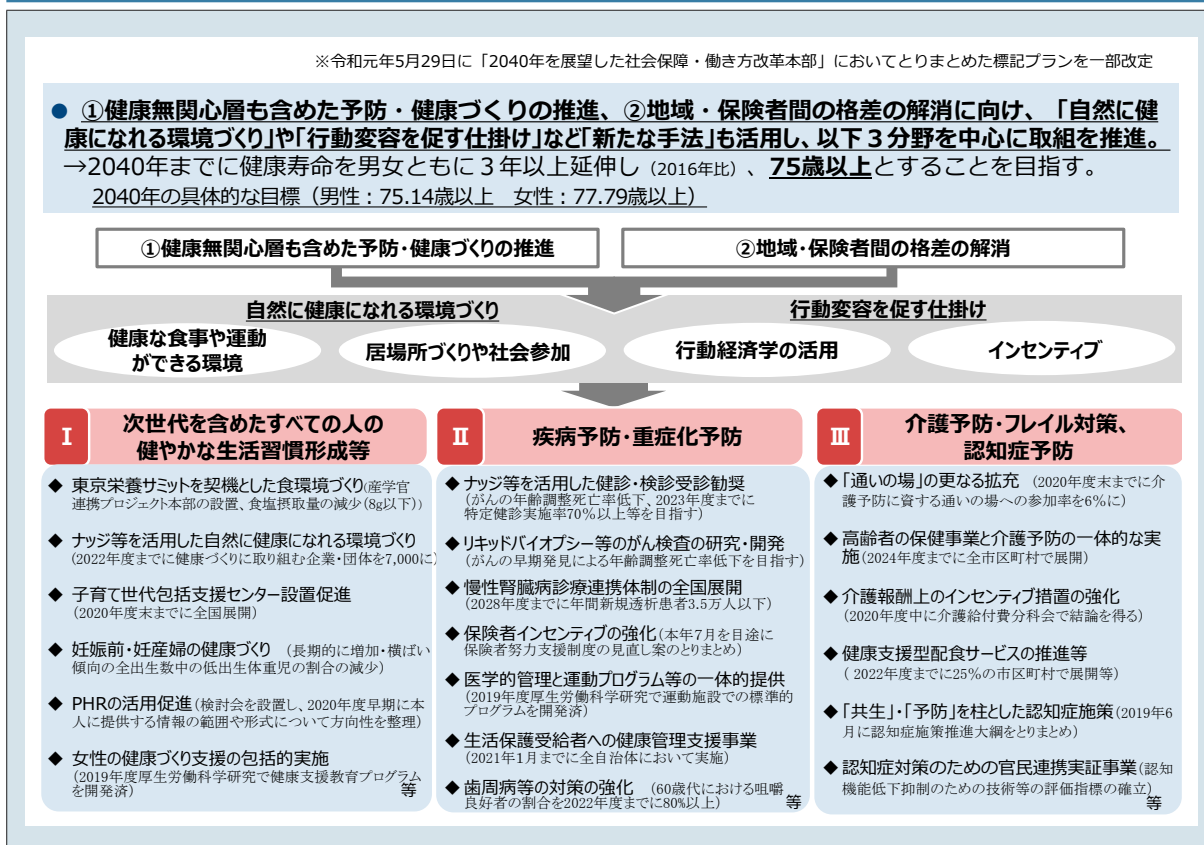 ※令和元年5月29日に「2040年を展望した社会保障・働き方改革本部」においてとりまとめた標記プランを一部改定
● ①健康無関心層も含めた予防・健康づくりの推進、②地域・保険者間の格差の解消に向け、「自然に健
康になれる環境づくり」や「行動変容を促す仕掛け」など「新たな手法」も活用し、以下３分野を中心に取組を推進。
→2040年までに健康寿命を男女ともに３年以上延伸し（2016年比）、75歳以上とすることを目指す。
2040年の具体的な目標（男性：75.14歳以上　女性：77.79歳以上）
①健康無関心層も含めた予防・健康づくりの推進
②地域・保険者間の格差の解消
自然に健康になれる環境づくり
行動変容を促す仕掛け
健康な食事や運動
ができる環境
居場所づくりや社会参加
行動経済学の活用
インセンティブ
Ⅰ
次世代を含めたすべての人の
健やかな生活習慣形成等
◆ 東京栄養サミットを契機とした食環境づくり(産学官
連携プロジェクト本部の設置、食塩摂取量の減少(8g以下))
◆ ナッジ等を活用した自然に健康になれる環境づくり
(2022年度までに健康づくりに取り組む企業・団体を7,000に)
◆ 子育て世代包括支援センター設置促進
(2020年度末までに全国展開)
◆ 妊娠前・妊産婦の健康づくり （長期的に増加・横ばい
傾向の全出生数中の低出生体重児の割合の減少)
◆ PHRの活用促進(検討会を設置し、2020年度早期に本
人に提供する情報の範囲や形式について方向性を整理)
◆ 女性の健康づくり支援の包括的実施
(2019年度厚生労働科学研究で健康支援教育プログラム
を開発済)
等
Ⅱ
疾病予防・重症化予防
◆ ナッジ等を活用した健診・検診受診勧奨
(がんの年齢調整死亡率低下、2023年度までに
特定健診実施率70%以上等を目指す)
◆ リキッドバイオプシー等のがん検査の研究・開発
(がんの早期発見による年齢調整死亡率低下を目指す)
◆ 慢性腎臓病診療連携体制の全国展開
(2028年度までに年間新規透析患者3.5万人以下)
◆ 保険者インセンティブの強化(本年7月を目途に
保険者努力支援制度の見直し案のとりまとめ)
◆ 医学的管理と運動プログラム等の一体的提供
(2019年度厚生労働科学研究で運動施設での標準的
プログラムを開発済)
◆ 生活保護受給者への健康管理支援事業
(2021年1月までに全自治体において実施)
◆ 歯周病等の対策の強化 （60歳代における咀嚼
良好者の割合を2022年度までに80%以上)
等
Ⅲ
介護予防・フレイル対策、
認知症予防
◆ 「通いの場」の更なる拡充 （2020年度末までに介
護予防に資する通いの場への参加率を6%に)
◆ 高齢者の保健事業と介護予防の一体的な実
施(2024年度までに全市区町村で展開)
◆ 介護報酬上のインセンティブ措置の強化
(2020年度中に介護給付費分科会で結論を得る)
◆ 健康支援型配食サービスの推進等
( 2022年度までに25%の市区町村で展開等)
◆ 「共生」・「予防」を柱とした認知症施策(2019年6
月に認知症施策推進大綱をとりまとめ)
◆ 認知症対策のための官民連携実証事業(認知
機能低下抑制のための技術等の評価指標の確立)
等